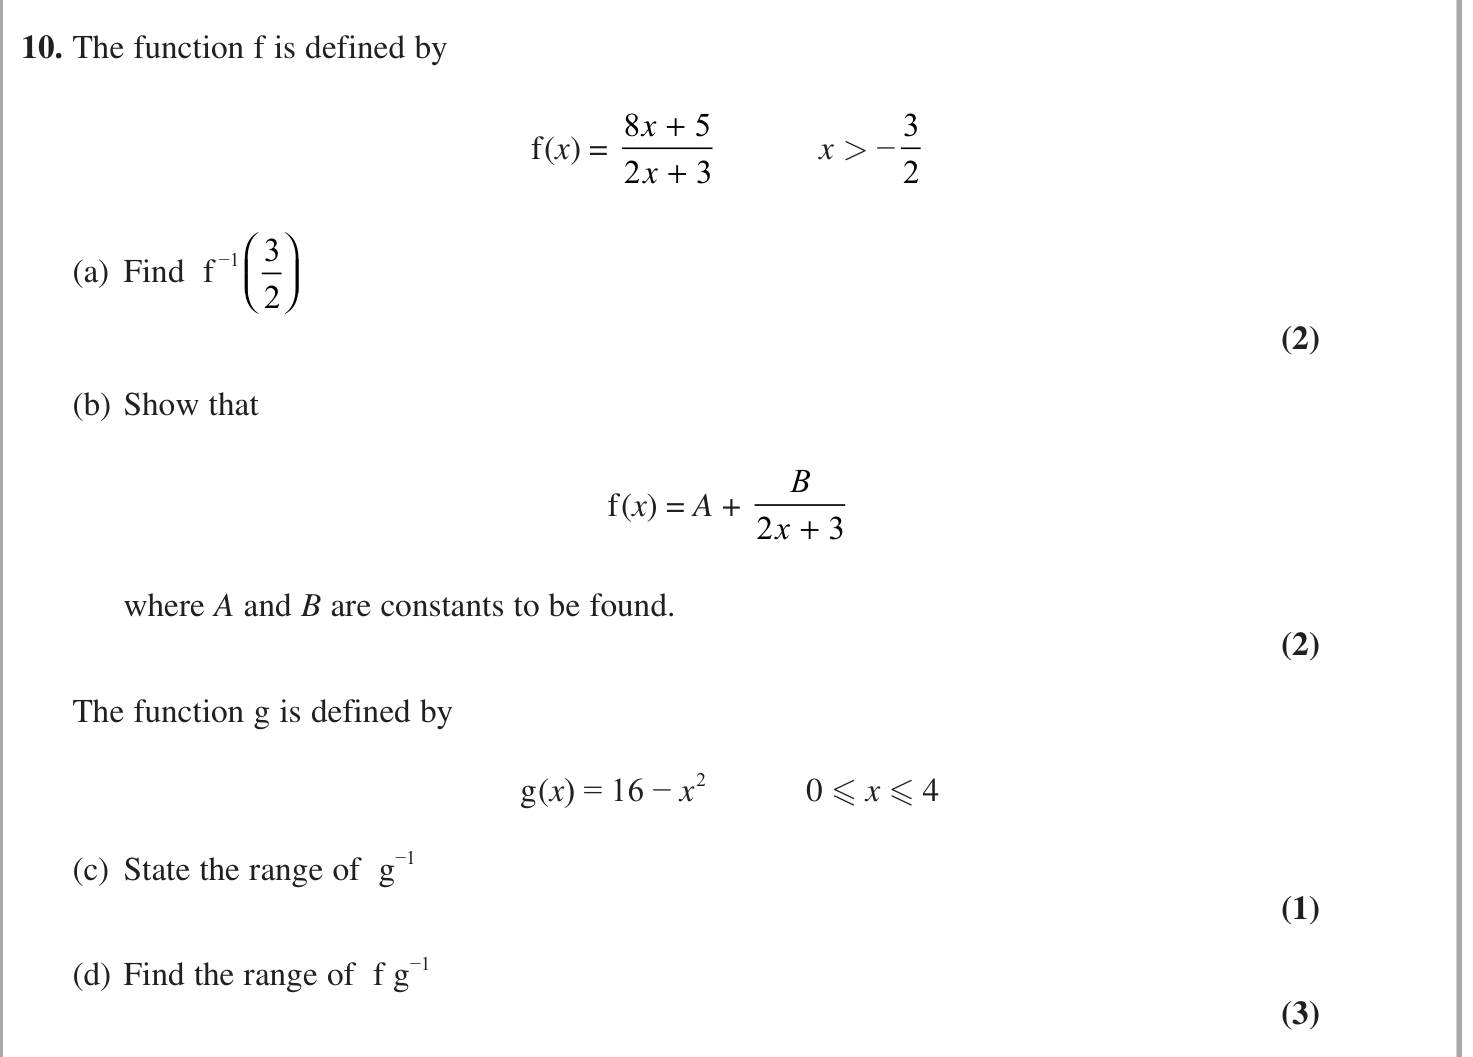 10. The function f is defined by
f(x) = (8x + 5)/(2x + 3)    x > −3/2
(a) Find f⁻¹(3/2)
(2)
(b) Show that
f(x) = A + B/(2x + 3)
where A and B are constants to be found.
(2)
The function g is defined by
g(x) = 16 − x²    0 ⩽ x ⩽ 4
(c) State the range of g⁻¹
(1)
(d) Find the range of f g⁻¹
(3)